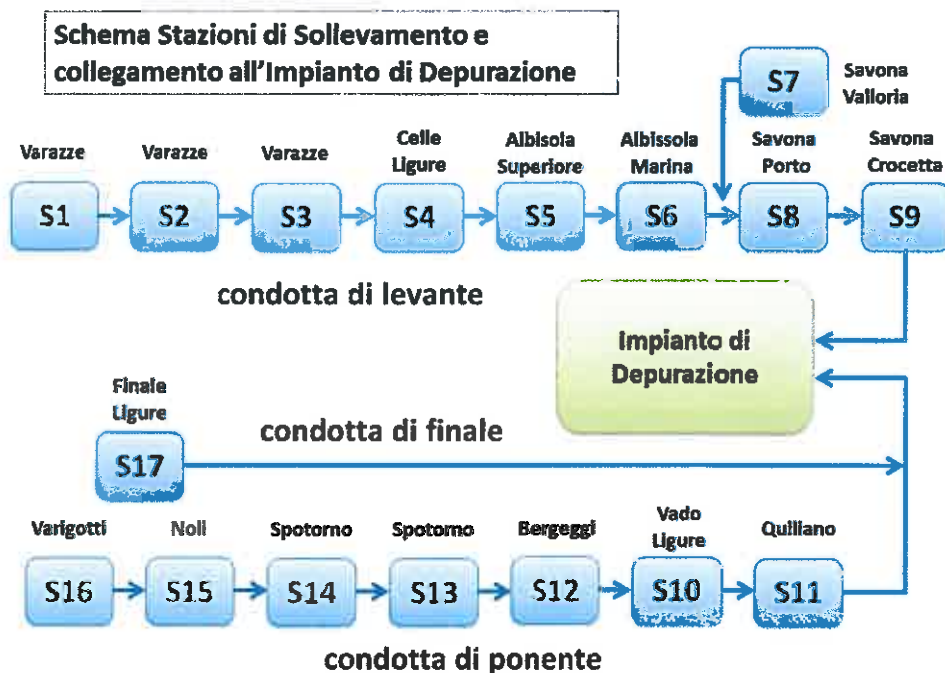 Schema Stazioni di Sollevamento e
collegamento all'Impianto di Depurazione
S7
Savona
Valloria
Varazze
Varazze
Varazze
Celle
Ligure
Albisola
Superiore
Albissola
Marina
Savona
Porto
Savona
Crocetta
S1
S2
S3
S4
S5
S6
S8
S9
condotta di levante
Impianto di
Depurazione
Finale
Ligure
S17
condotta di finale
Varigotti
Noli
Spotorno
Spotorno
Bergeggi
Vado
Ligure
Quiliano
S16
S15
S14
S13
S12
S10
S11
condotta di ponente